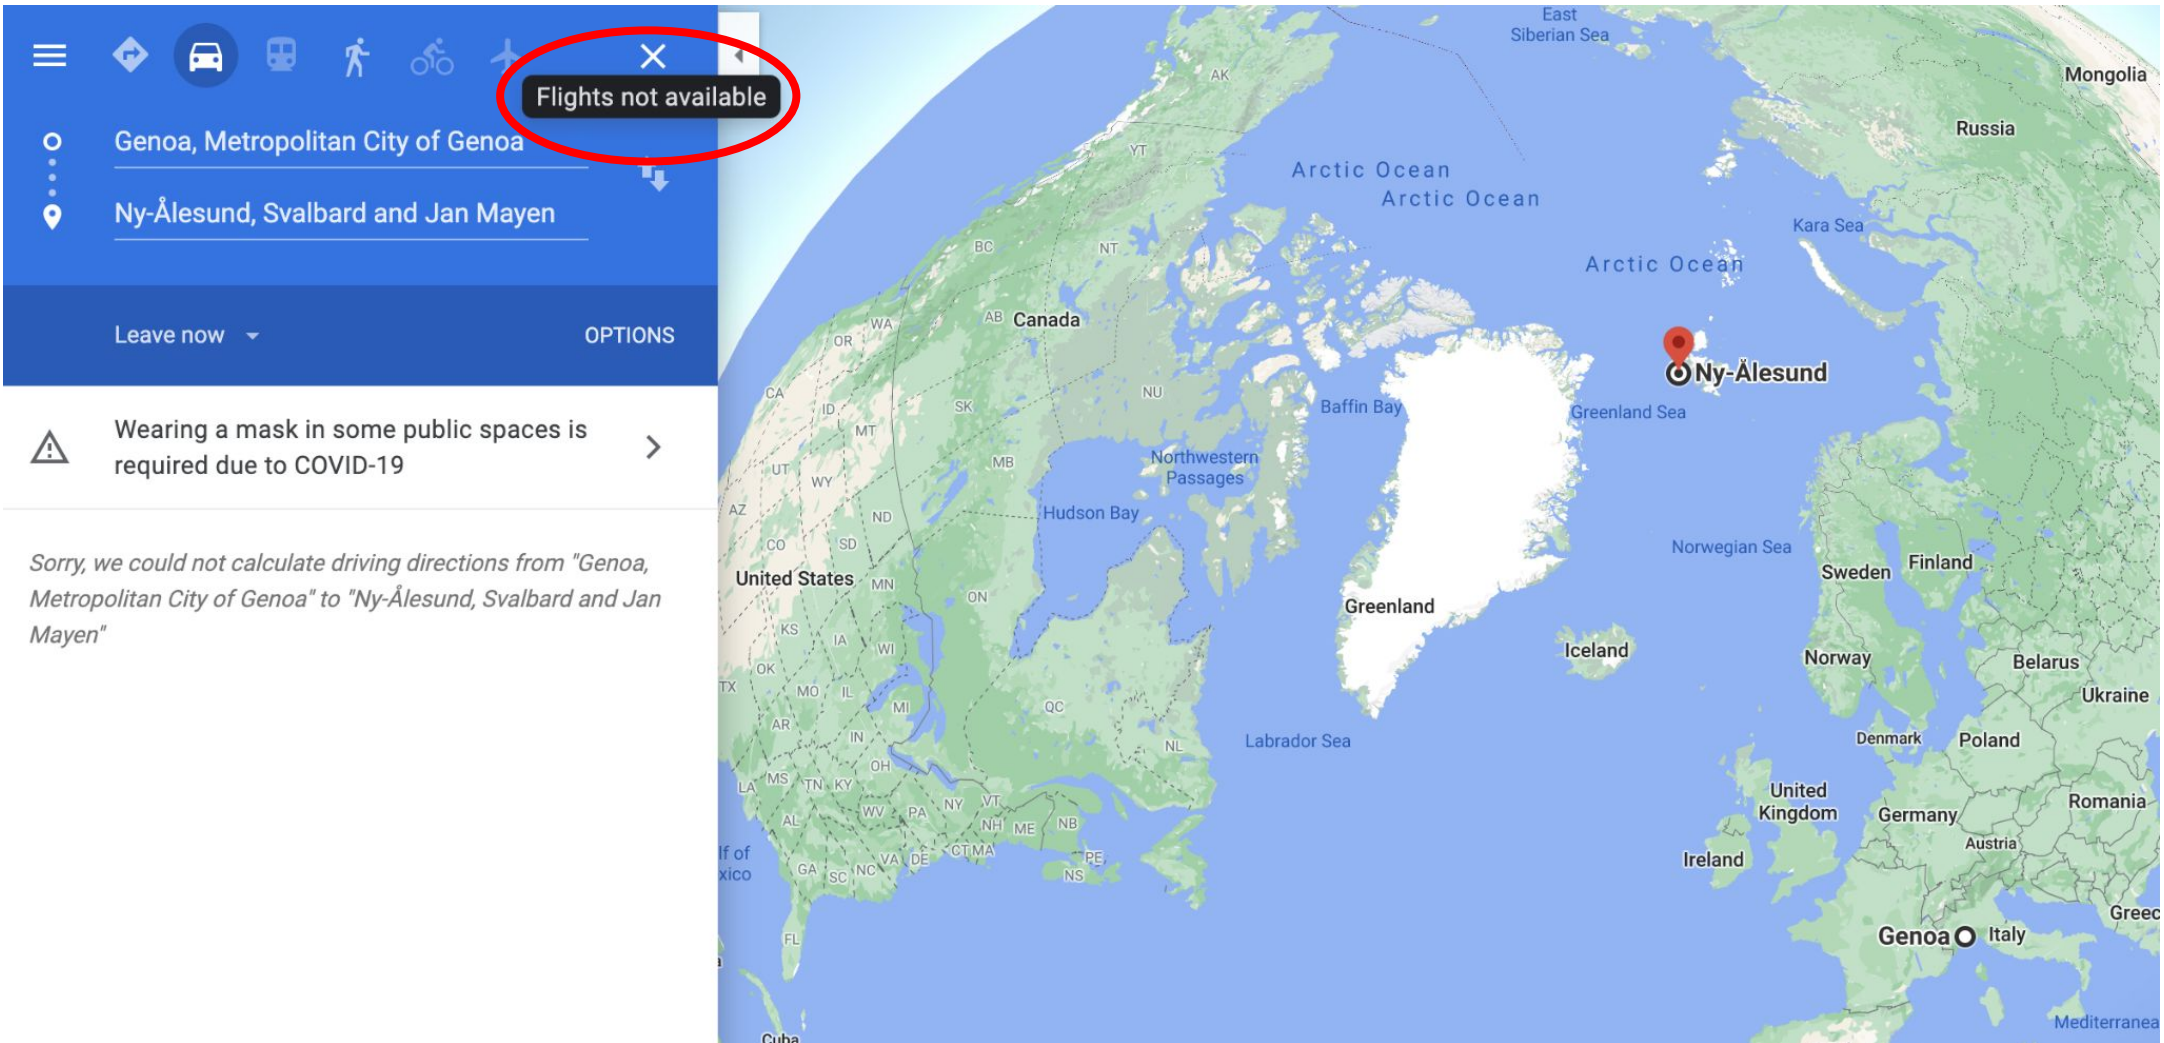 Flights not available
Genoa, Metropolitan City of Genoa
Ny-Ålesund, Svalbard and Jan Mayen
Leave now
OPTIONS
Wearing a mask in some public spaces is
required due to COVID-19
Sorry, we could not calculate driving directions from "Genoa,
Metropolitan City of Genoa" to "Ny-Ålesund, Svalbard and Jan
Mayen"
East
Siberian Sea
AK
Mongolia
Russia
YT
Arctic Ocean
Arctic Ocean
Kara Sea
BC
NT
Arctic Ocean
AB
Canada
WA
OR
Ny-Ålesund
CA
NU
ID
SK
Baffin Bay
Greenland Sea
MT
MB
Northwestern
Passages
UT
WY
AZ
ND
Hudson Bay
CO
SD
Norwegian Sea
Finland
Sweden
United States
MN
ON
Greenland
KS
IA
WI
Iceland
Norway
Belarus
OK
TX
MO
IL
Ukraine
MI
QC
AR
IN
NL
Labrador Sea
Denmark
Poland
OH
MS
TN
KY
LA
United
Kingdom
Romania
NY
VT
WV
PA
AL
NH
ME
NB
Germany
Austria
lf of
xico
VA
DE
CT
MA
PE
Ireland
GA
SC
NC
NS
Greec
FL
Genoa
Italy
Mediterranea
Cuba